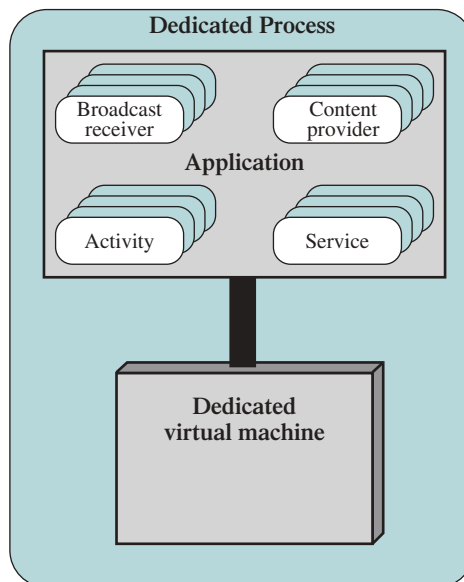 Dedicated Process
Broadcast
receiver
Content
provider
Application
Activity
Service
Dedicated
virtual machine